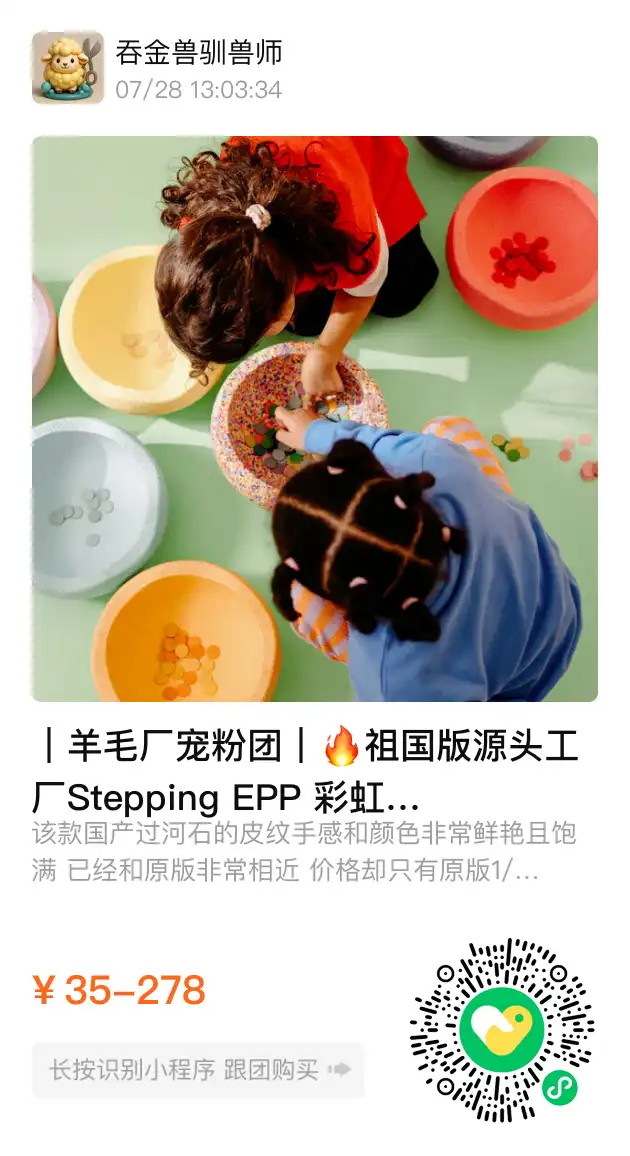 吞金兽驯兽师
07/28 13:03:34
｜羊毛厂宠粉团｜🔥祖国版源头工
厂Stepping EPP 彩虹...
该款国产过河石的皮纹手感和颜色非常鲜艳且饱
满 已经和原版非常相近 价格却只有原版1/...
¥ 35-278
长按识别小程序 跟团购买